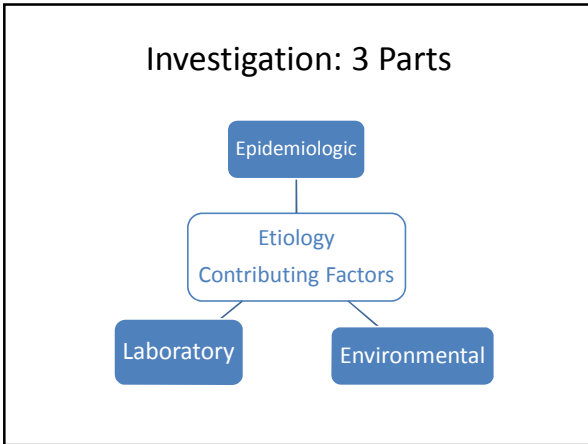 Investigation: 3 Parts
Epidemiologic
Etiology
Contributing Factors
Laboratory
Environmental